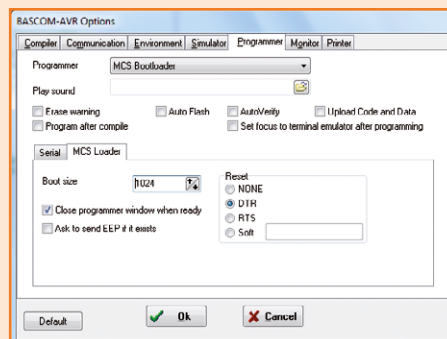 BASCOM-AVR Options
Compiler Communication Environment Simulator Programmer Monitor Printer
Programmer MCS Bootloader
Play sound
Erase warning Auto Flash AutoVerify Upload Code and Data
Program after compile Set focus to terminal emulator after programming
Serial MCS Loader
Boot size 1024
Reset
NONE
Close programmer window when ready DTR
Ask to send EEP if it exists RTS
Soft
Default Ok Cancel